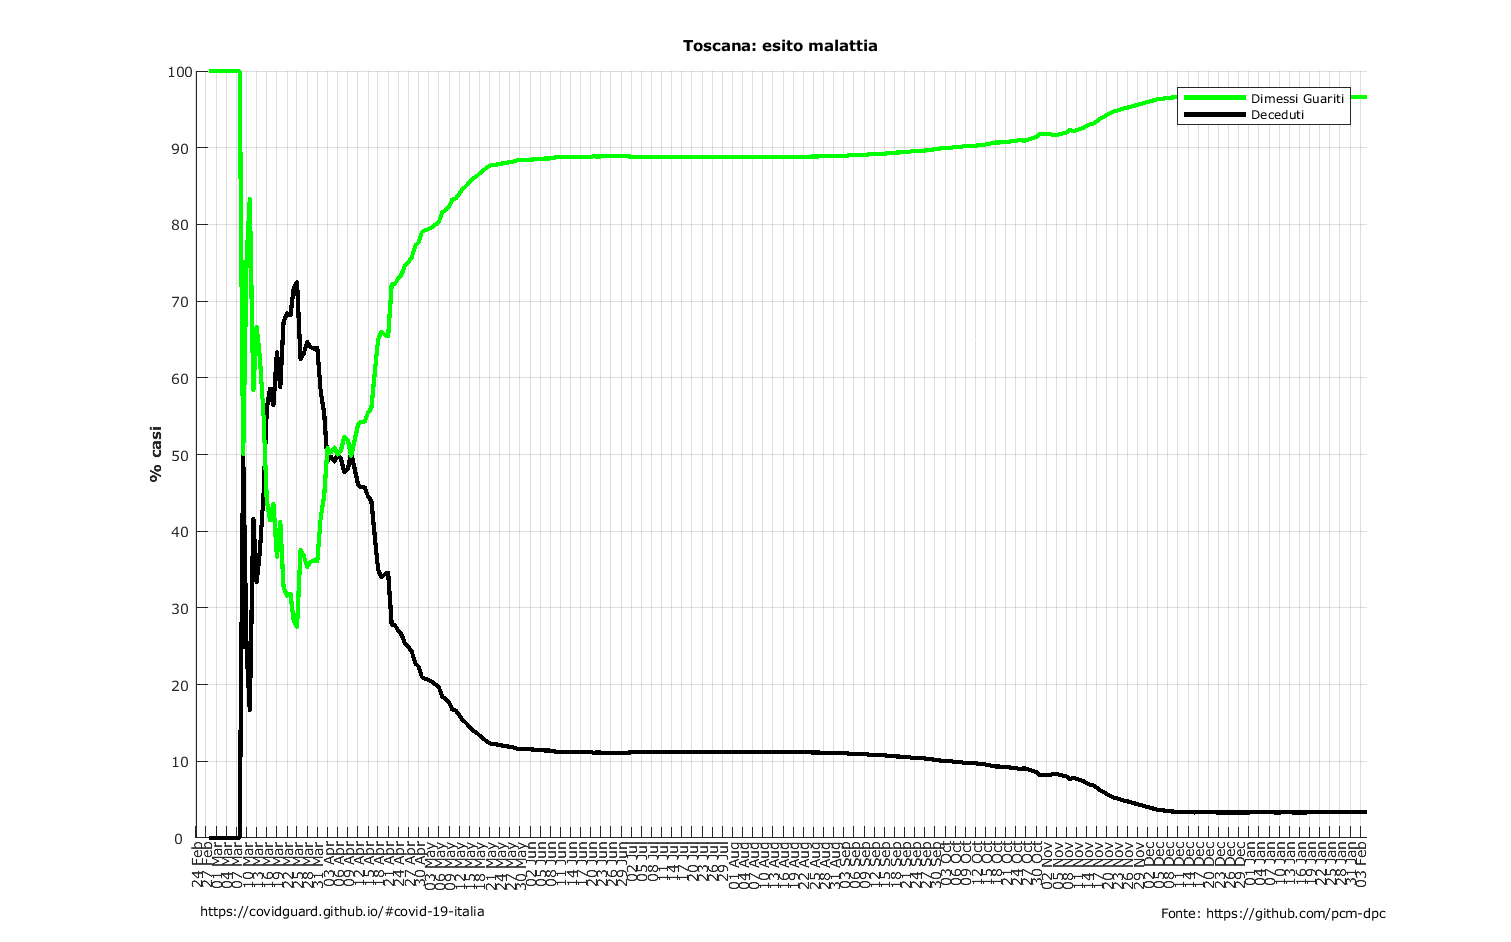 Toscana: esito malattia
% casi
100
90
80
70
60
50
40
30
20
10
0
Dimessi Guariti
Deceduti
24 Feb
27 Feb
01 Mar
04 Mar
07 Mar
10 Mar
13 Mar
16 Mar
19 Mar
22 Mar
25 Mar
28 Mar
31 Mar
03 Apr
06 Apr
09 Apr
12 Apr
15 Apr
18 Apr
21 Apr
24 Apr
27 Apr
30 Apr
03 May
06 May
09 May
12 May
15 May
18 May
21 May
24 May
27 May
30 May
02 Jun
05 Jun
08 Jun
11 Jun
14 Jun
17 Jun
20 Jun
23 Jun
26 Jun
29 Jun
02 Jul
05 Jul
08 Jul
11 Jul
14 Jul
17 Jul
20 Jul
23 Jul
26 Jul
29 Jul
01 Aug
04 Aug
07 Aug
10 Aug
13 Aug
16 Aug
19 Aug
22 Aug
25 Aug
28 Aug
31 Aug
03 Sep
06 Sep
09 Sep
12 Sep
15 Sep
18 Sep
21 Sep
24 Sep
27 Sep
30 Sep
03 Oct
06 Oct
09 Oct
12 Oct
15 Oct
18 Oct
21 Oct
24 Oct
27 Oct
30 Oct
02 Nov
05 Nov
08 Nov
11 Nov
14 Nov
17 Nov
20 Nov
23 Nov
26 Nov
29 Nov
02 Dec
05 Dec
08 Dec
11 Dec
14 Dec
17 Dec
20 Dec
23 Dec
26 Dec
29 Dec
01 Jan
04 Jan
07 Jan
10 Jan
13 Jan
16 Jan
19 Jan
22 Jan
25 Jan
28 Jan
31 Jan
03 Feb
https://covidguard.github.io/#covid-19-italia
Fonte: https://github.com/pcm-dpc